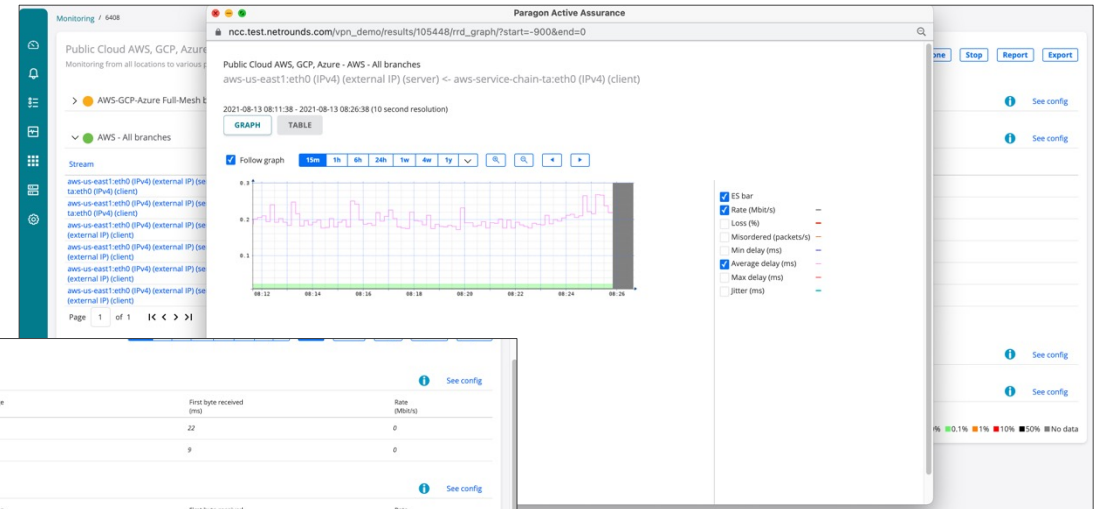 Monitoring / 6408
Public Cloud AWS, GCP, Azure
Monitoring from all locations to various
AWS-GCP-Azure Full-Mesh
AWS - All branches
Stream
aws-us-east1:eth0 (IPv4) (external IP)
ta:eth0 (IPv4) (client)
aws-us-east1:eth0 (IPv4) (external IP)
ta:eth0 (IPv4) (client)
aws-us-east1:eth0 (IPv4) (external IP)
(external IP) (client)
aws-us-east1:eth0 (IPv4) (external IP)
(external IP) (client)
aws-us-east1:eth0 (IPv4) (external IP)
(external IP) (client)
aws-us-east1:eth0 (IPv4) (external IP)
(external IP) (client)
Page 1 of 1
Paragon Active Assurance
ncc.test.netrounds.com/vpn_demo/results/105448/rrd_graph/?start=-900&end=0
Public Cloud AWS, GCP, Azure - AWS - All branches
aws-us-east1:eth0 (IPv4) (external IP) (server) <- aws-service-chain-ta:eth0 (IPv4) (client)
2021-08-13 08:11:38 - 2021-08-13 08:26:38 (10 second resolution)
GRAPH TABLE
Follow graph 15m 1h 6h 24h 1w 4w 1y
0.3
0.2
0.1
08:12 08:14 08:16 08:18 08:20 08:22 08:24 08:26
ES bar
Rate (Mbit/s)
Loss (%)
Misordered (packets/s)
Min delay (ms)
Average delay (ms)
Max delay (ms)
Jitter (ms)
Stop Report Export
See config
See config
See config
See config
0.1% 1% 10% 50% No data
See config
First byte received Rate
(ms) (Mbit/s)
22 0
9 0
See config